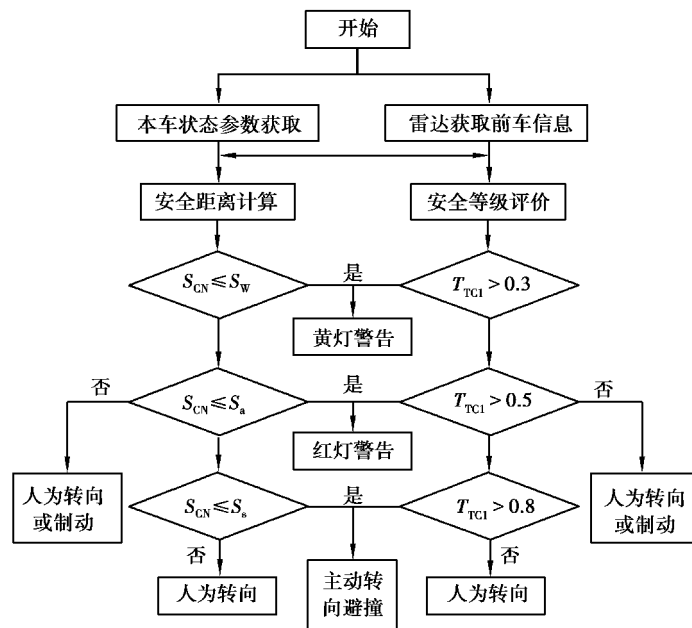 开始
本车状态参数获取
雷达获取前车信息
安全距离计算
安全等级评价
S_CN ≤ S_W
是
T_TC1 > 0.3
黄灯警告
否
S_CN ≤ S_a
是
T_TC1 > 0.5
否
红灯警告
人为转向
或制动
S_CN ≤ S_s
是
T_TC1 > 0.8
人为转向
或制动
否
否
人为转向
主动转
向避撞
人为转向